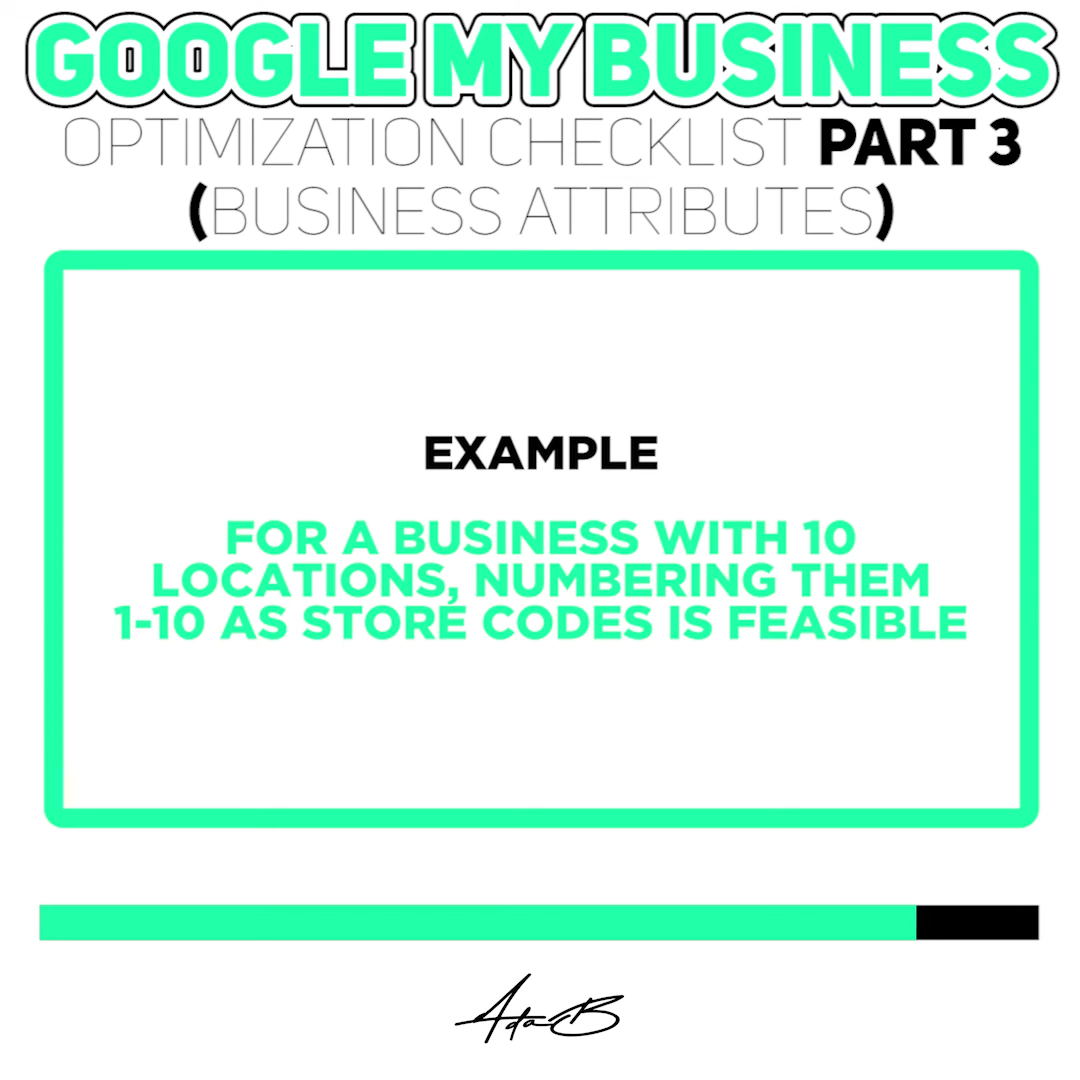 GOOGLE MY BUSINESS
OPTIMIZATION CHECKLIST PART 3
(BUSINESS ATTRIBUTES)
EXAMPLE
FOR A BUSINESS WITH 10
LOCATIONS, NUMBERING THEM
1-10 AS STORE CODES IS FEASIBLE